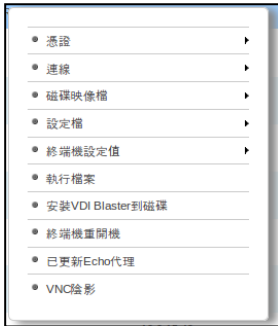 憑證
連線
磁碟映像檔
設定檔
終端機設定值
執行檔案
安裝VDI Blaster到磁碟
終端機重開機
已更新Echo代理
VNC陰影